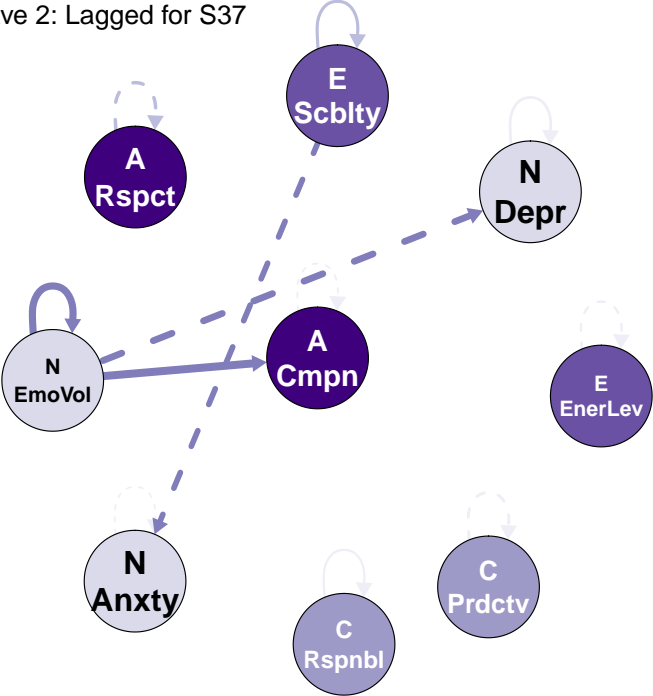 ve 2: Lagged for S37
E
Scblty
A
Rspct
N
Depr
A
Cmpn
N
EmoVol
E
EnerLev
N
Anxty
C
Prdctv
C
Rspnbl